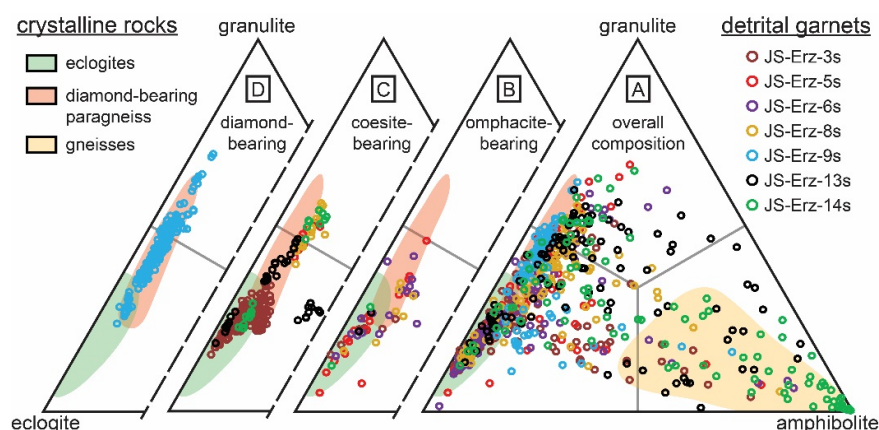 crystalline rocks
eclogites
diamond-bearing
paragneiss
gneisses
granulite
D
diamond-
bearing
C
coesite-
bearing
B
omphacite-
bearing
granulite
A
overall
composition
detrital garnets
JS-Erz-3s
JS-Erz-5s
JS-Erz-6s
JS-Erz-8s
JS-Erz-9s
JS-Erz-13s
JS-Erz-14s
eclogite
amphibolite